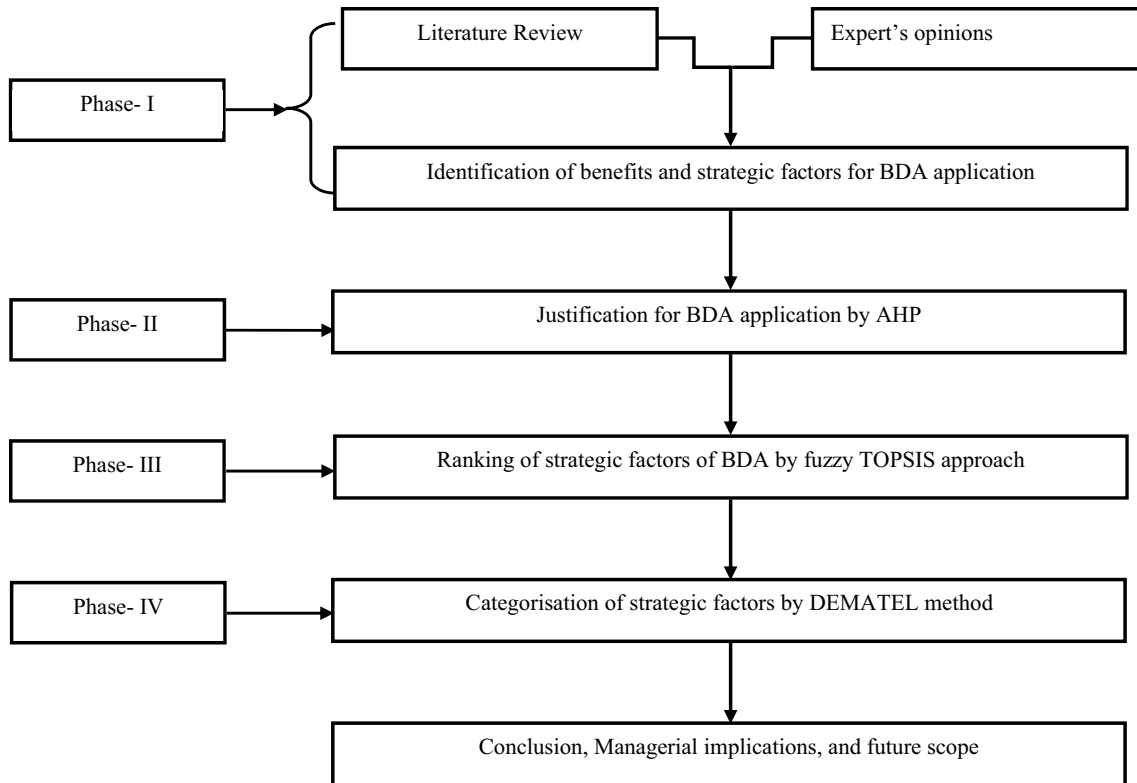 Literature Review
Expert’s opinions
Phase- I
Identification of benefits and strategic factors for BDA application
Phase- II
Justification for BDA application by AHP
Phase- III
Ranking of strategic factors of BDA by fuzzy TOPSIS approach
Phase- IV
Categorisation of strategic factors by DEMATEL method
Conclusion, Managerial implications, and future scope